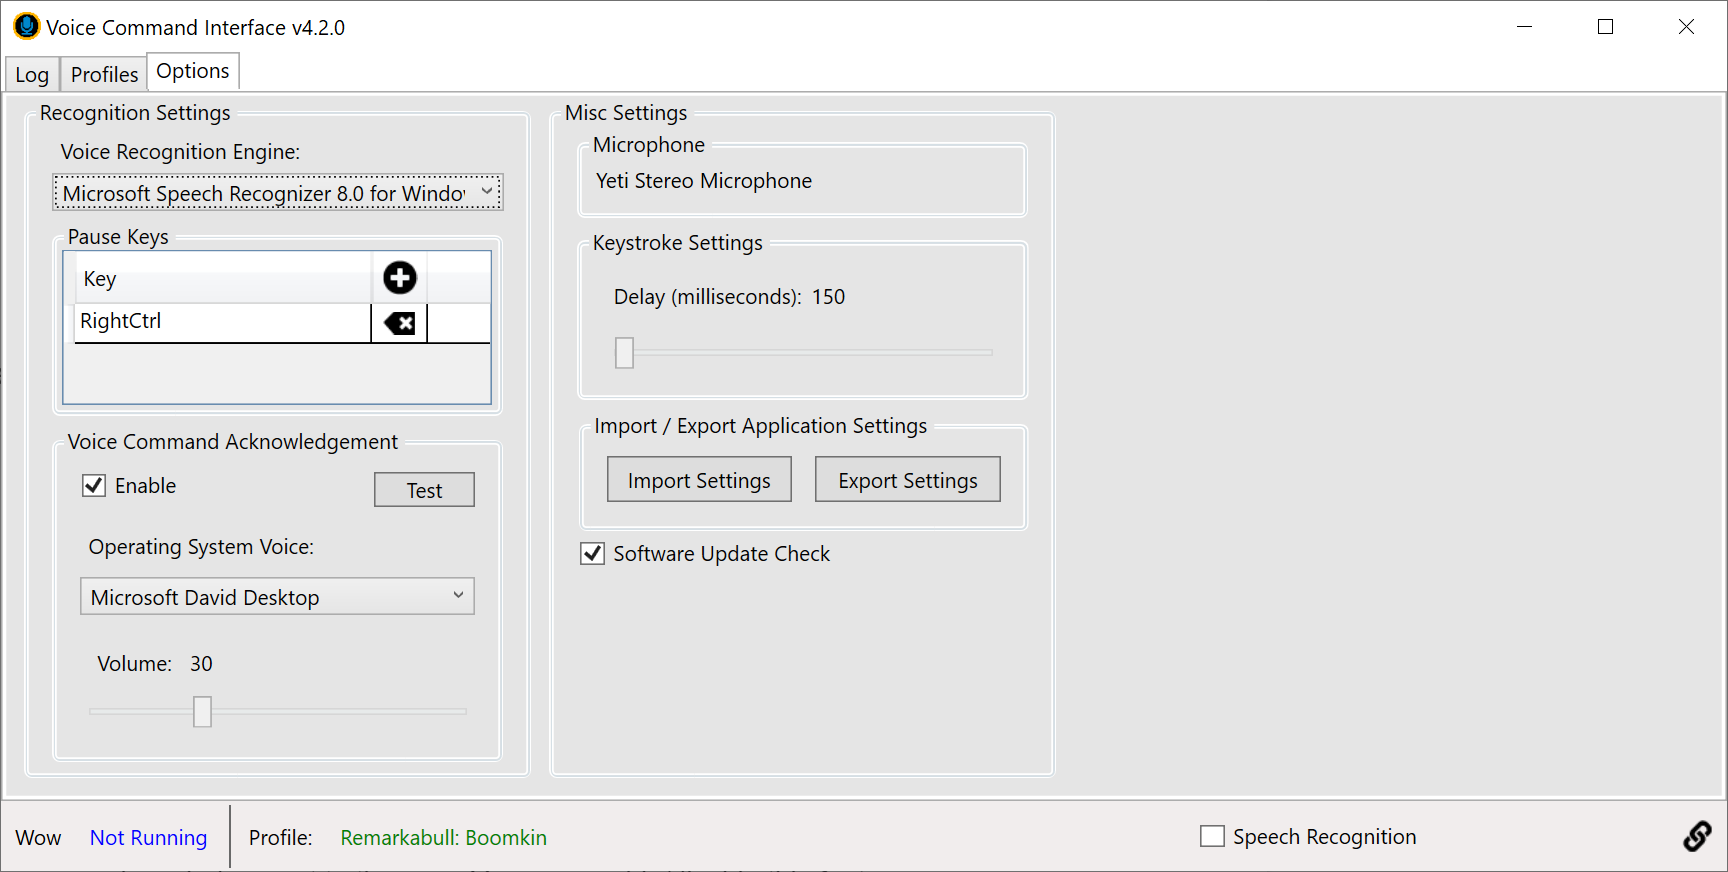 Voice Command Interface v4.2.0
Log
Profiles
Options
Recognition Settings
Voice Recognition Engine:
Microsoft Speech Recognizer 8.0 for
Pause Keys
Key
RightCtrl
Voice Command Acknowledgement
Enable
Test
Operating System Voice:
Microsoft David Desktop
Volume: 30
Misc Settings
Microphone
Yeti Stereo Microphone
Keystroke Settings
Delay (milliseconds): 150
Import / Export Application Settings
Import Settings
Export Settings
Software Update Check
Wow
Not Running
Profile:
Remarkabull: Boomkin
Speech Recognition